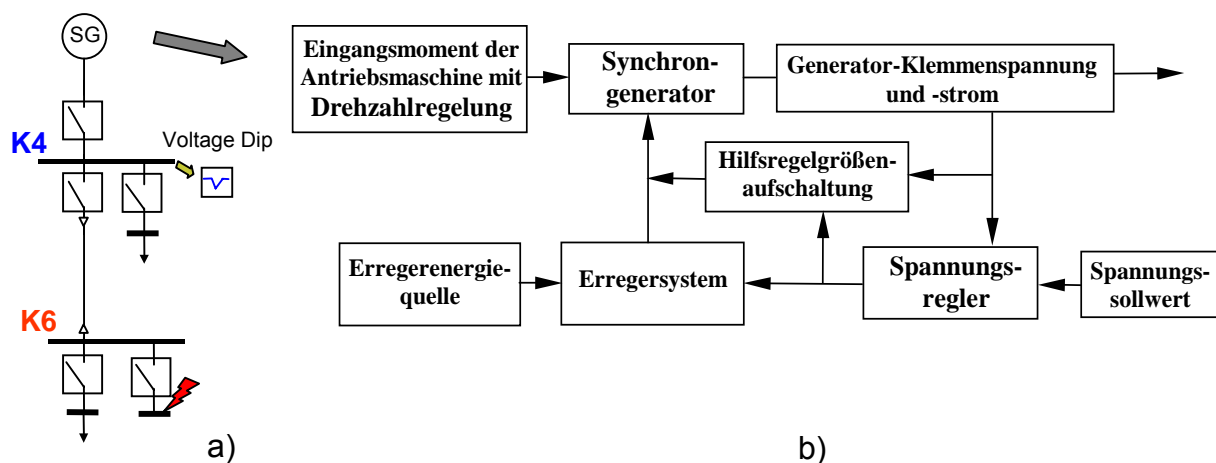 SG
K4
Voltage Dip
K6
a)
Eingangsmoment der
Antriebsmaschine mit
Drehzahlregelung
Synchron-
generator
Generator-Klemmenspannung
und -strom
Hilfsregelgrößen-
aufschaltung
Erregerenergie-
quelle
Erregersystem
Spannungs-
regler
Spannungs-
sollwert
b)